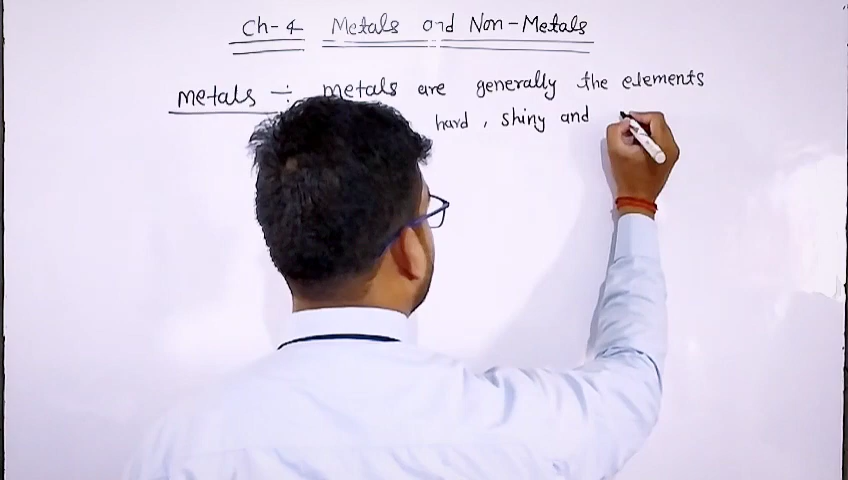 Ch-4 Metals and Non-Metals
Metals ÷ metals are generally the elements
hard, shiny and